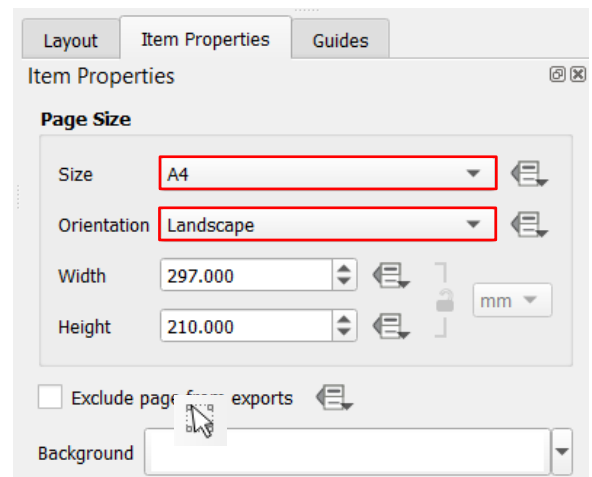 Layout Item Properties Guides
Item Properties
Page Size
Size A4
Orientation Landscape
Width 297.000
mm
Height 210.000
Exclude page from exports
Background